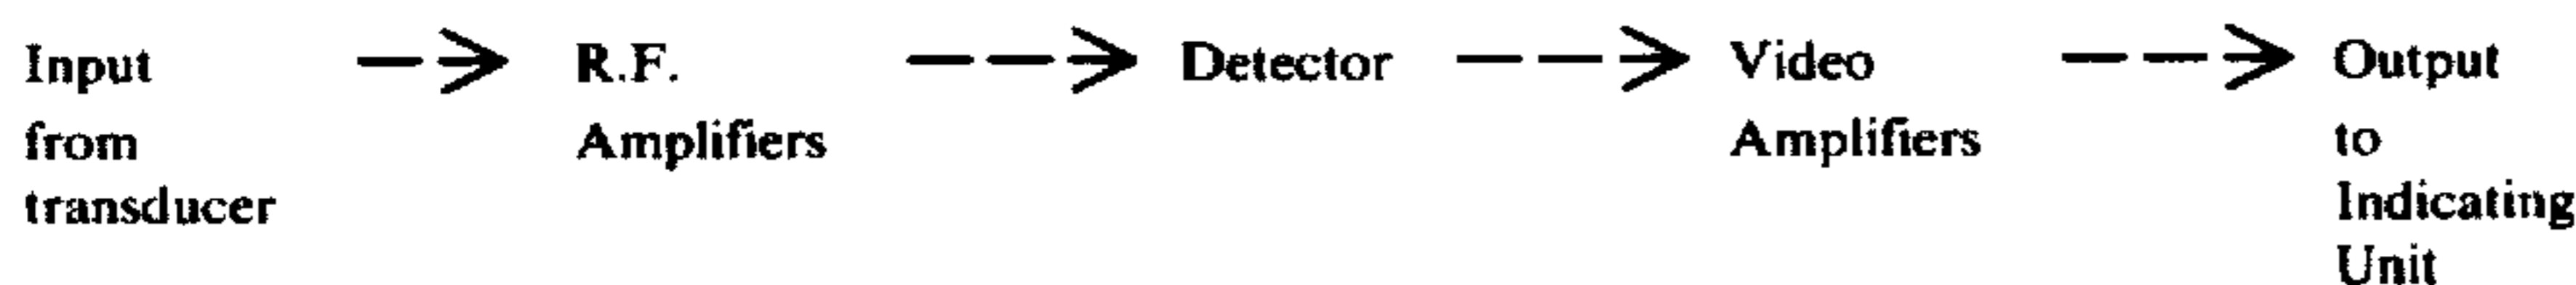 Input
from
transducer
R.F.
Amplifiers
Detector
Video
Amplifiers
Output
to
Indicating
Unit